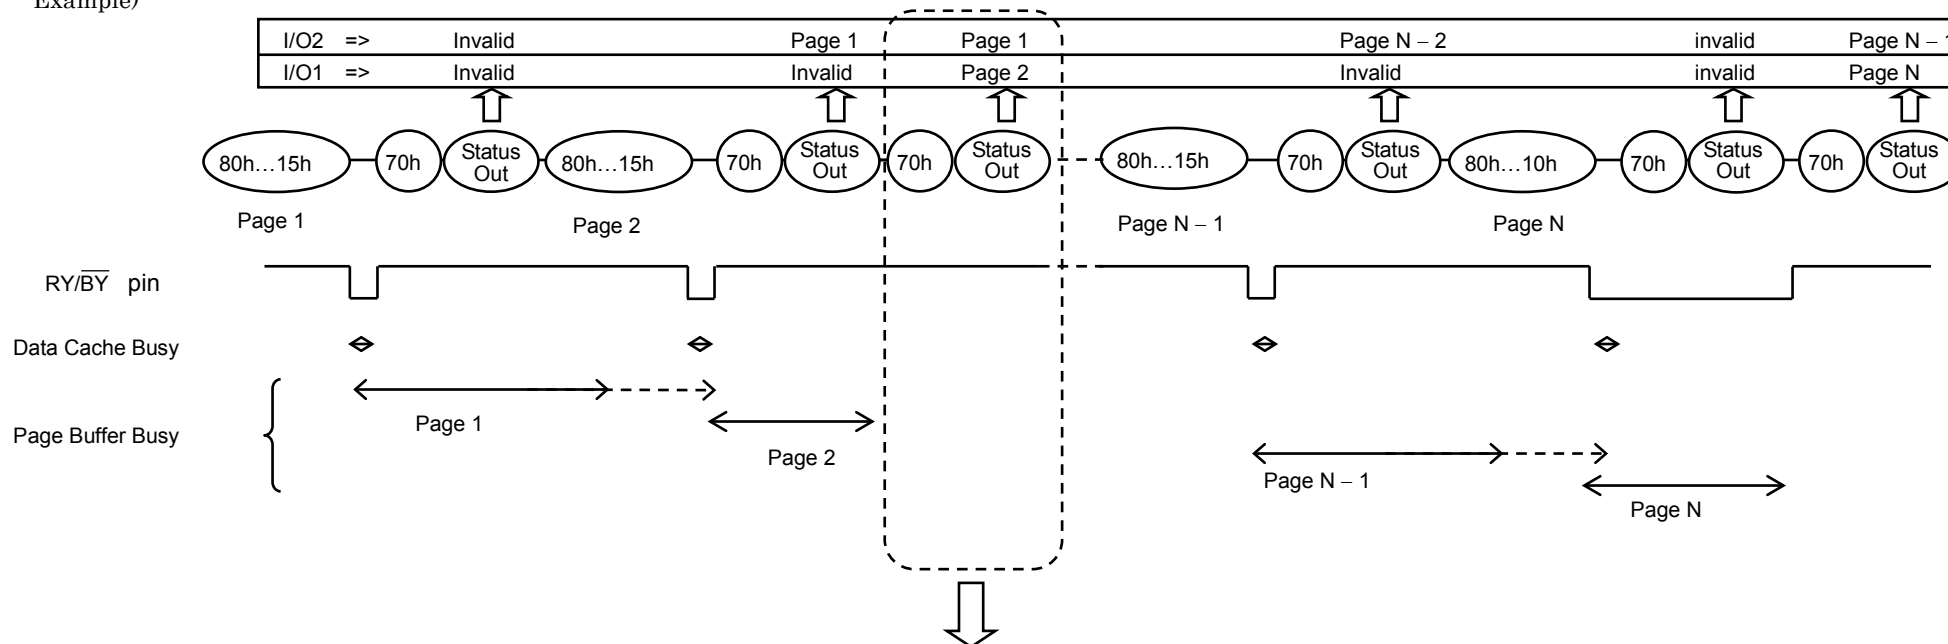 Example)
I/O2 => Invalid Page 1 Page 1 Page N – 2 invalid Page N – 1
I/O1 => Invalid Invalid Page 2 Invalid invalid Page N
80h…15h 70h Status Out 80h…15h 70h Status Out 70h Status Out 80h…15h 70h Status Out 80h…10h 70h Status Out 70h Status Out
Page 1 Page 2 Page N – 1 Page N
RY/BY pin
Data Cache Busy
Page Buffer Busy
Page 1
Page 2
Page N – 1
Page N